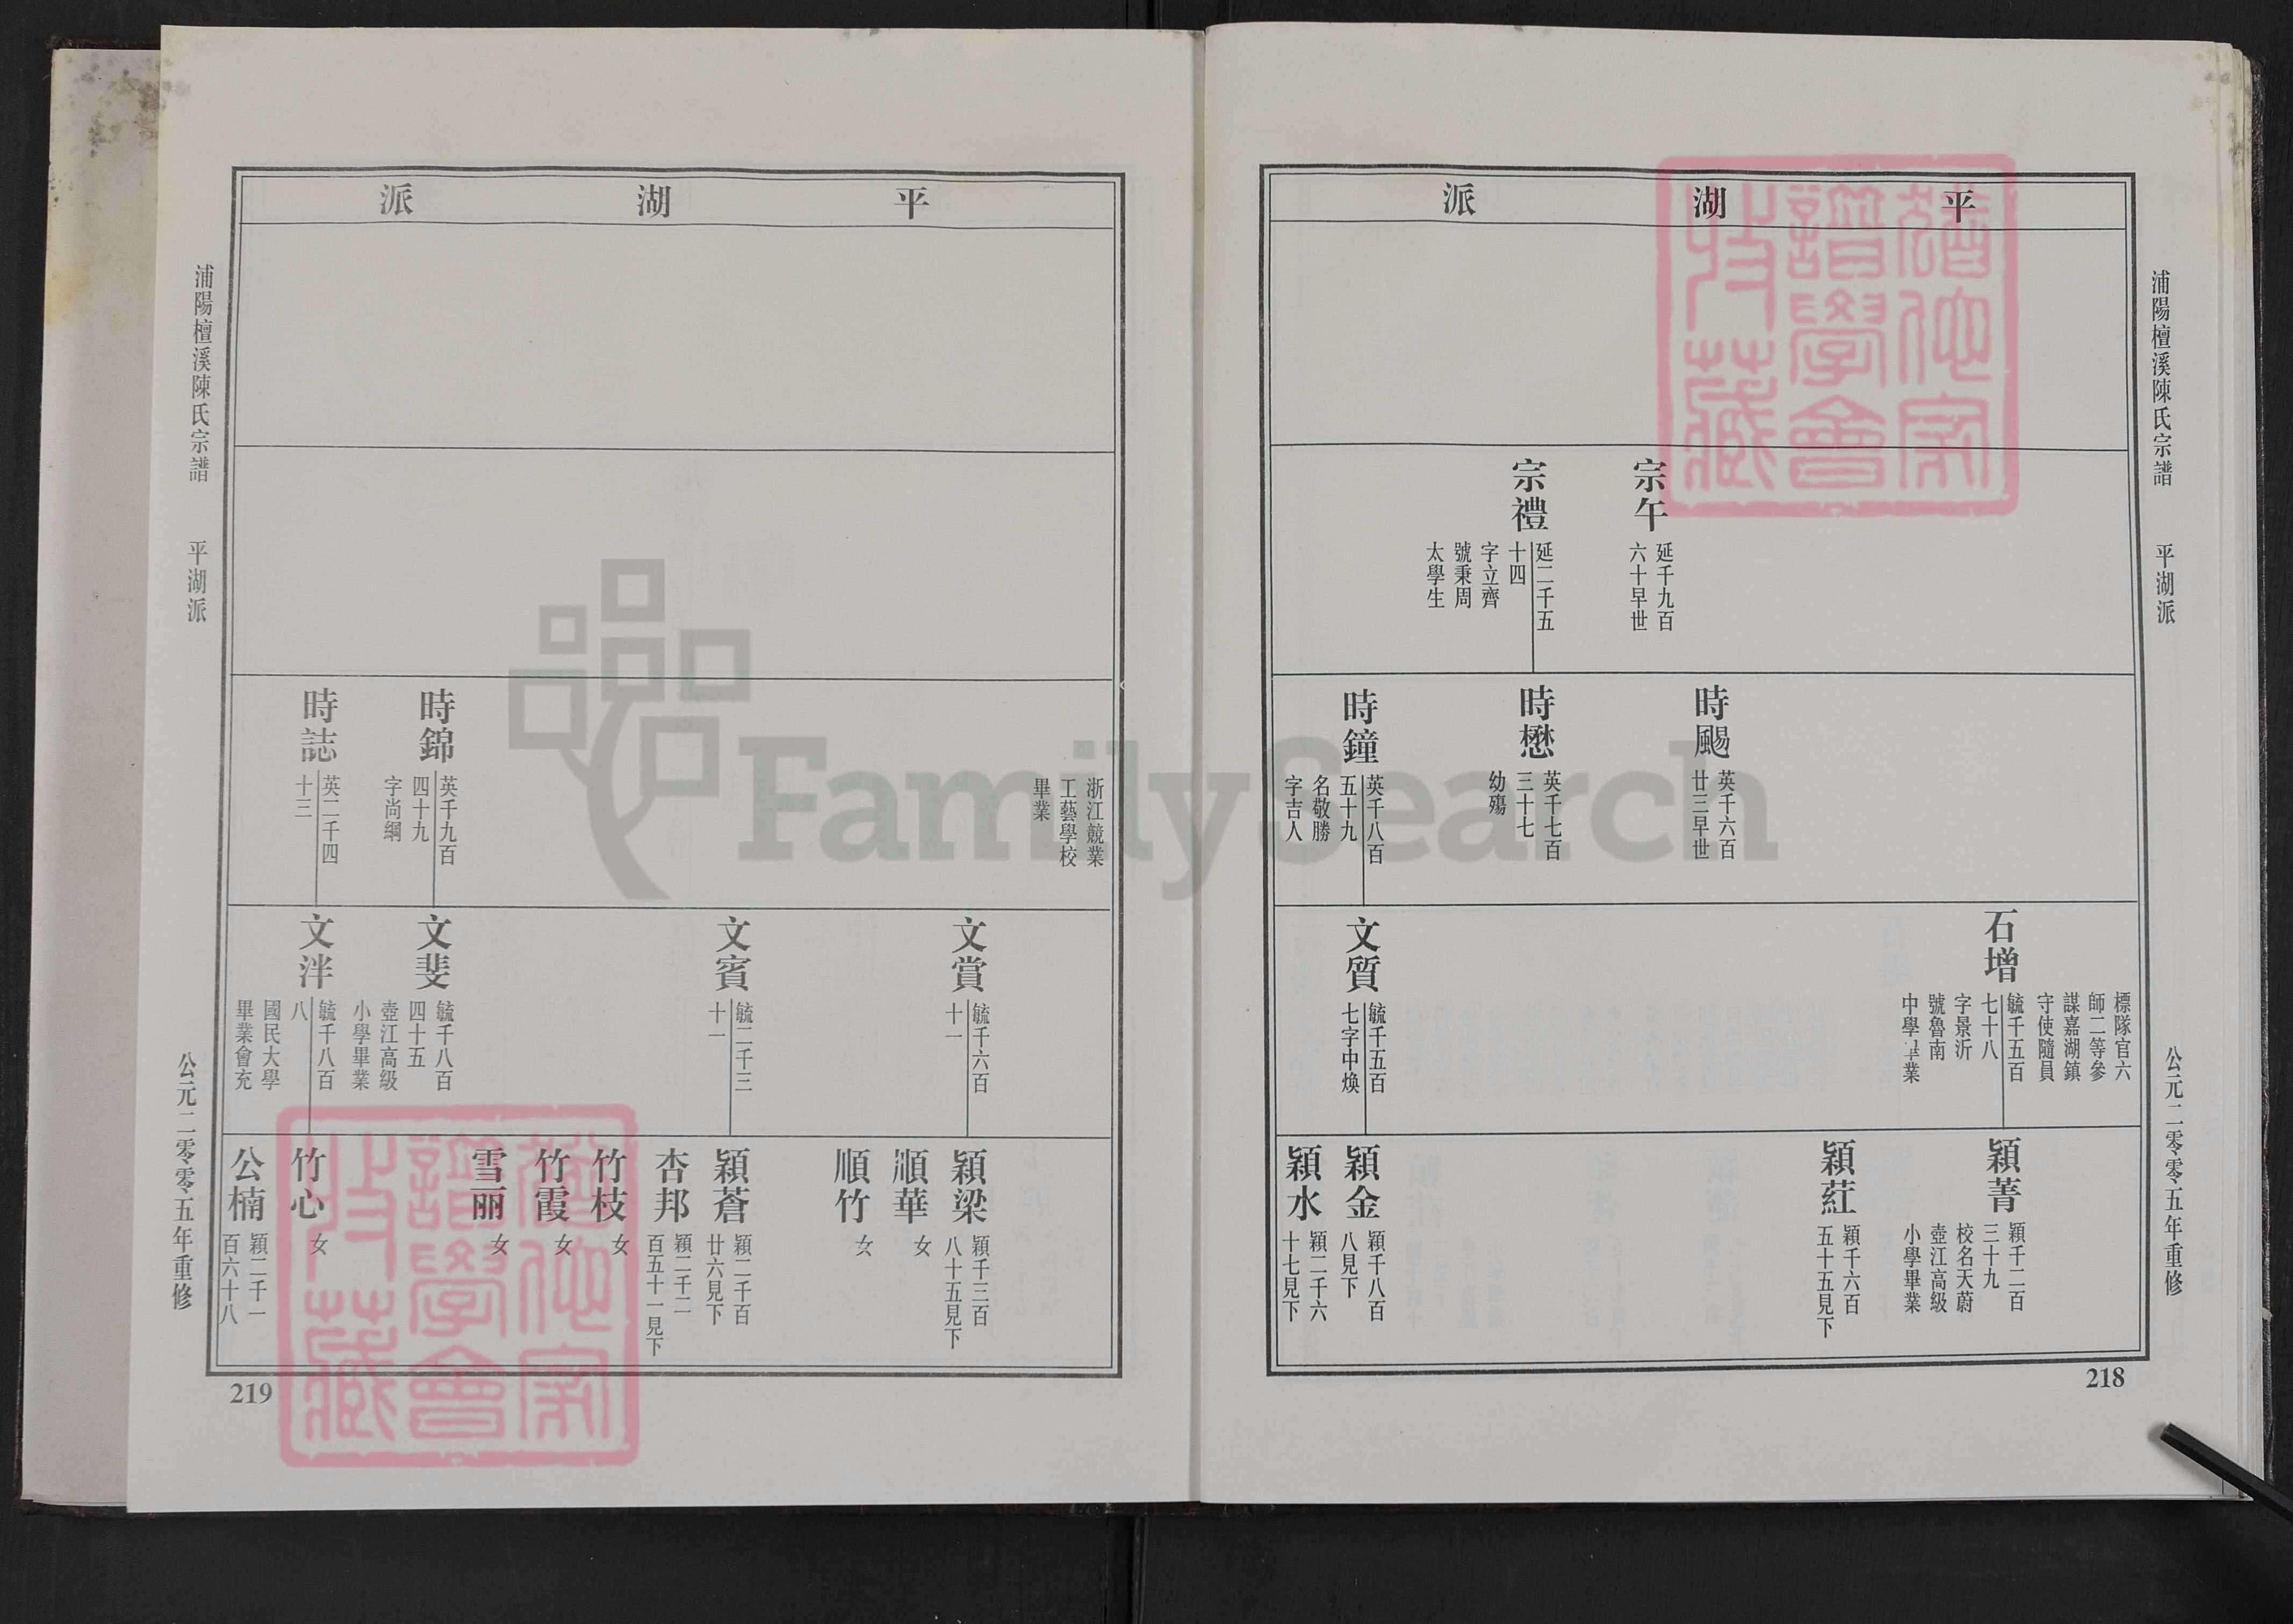 平湖派
浦陽檀溪陳氏宗譜
平湖派
公元二零零五年重修
218
宗午
延千九百
六十早世
宗禮
延二千五
十四
字立齊
號秉周
太學生
時颺
英千六百
廿三早世
時懋
英千七百
三十七
幼殤
時鐘
英千八百
五十九
名敬勝
字吉人
標隊官六
師二等參
謀嘉湖鎮
守使隨員
石增
毓千五百
七十八
字景沂
號魯南
中學畢業
文質
毓千五百
七字中煥
穎菁
穎千二百
三十九
校名天蔚
壺江高級
小學畢業
穎荭
穎千六百
五十五見下
穎金
穎千八百
八見下
穎水
穎二千六
十七見下
平湖派
浙江競業
工藝學校
畢業
時錦
英千九百
四十九
字尚綱
時誌
英二千四
十三
文賞
毓千六百
十一
文賓
毓二千三
十一
文斐
毓千八百
四十五
壺江高級
小學畢業
文泮
毓千八百
八
國民大學
畢業會充
穎梁
穎千三百
八十五見下
順華
女
順竹
女
穎蒼
穎二千百
廿六見下
杏邦
穎二千二
百五十一見下
竹枝
女
竹霞
女
雪丽
女
竹心
女
公楠
穎二千一
百六十八
浦陽檀溪陳氏宗譜
平湖派
公元二零零五年重修
219
FamilySearch